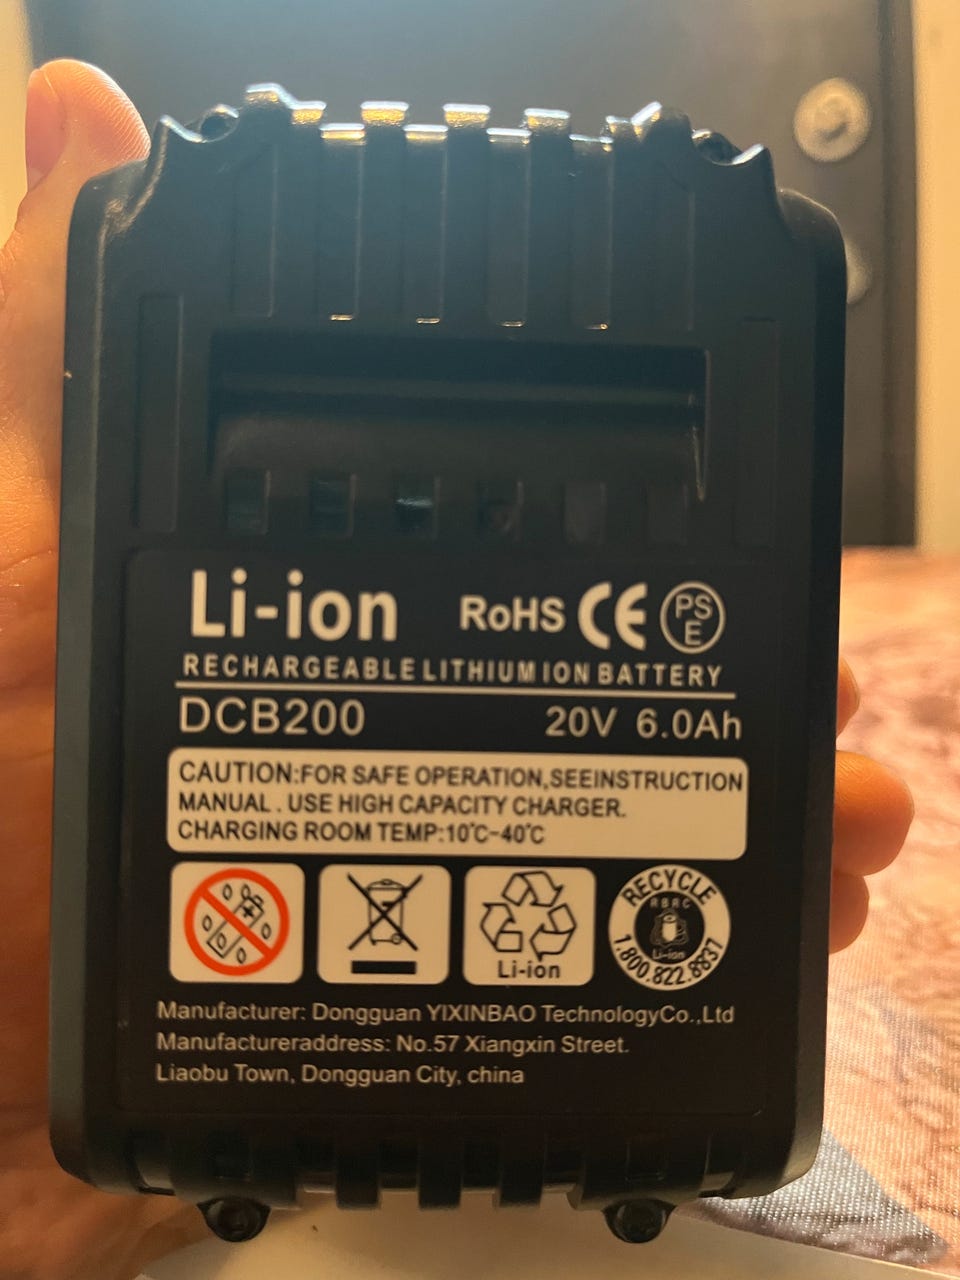 Li-ion RoHS CE PSE
RECHARGEABLE LITHIUM ION BATTERY
DCB200 20V 6.0Ah
CAUTION:FOR SAFE OPERATION,SEEINSTRUCTION
MANUAL . USE HIGH CAPACITY CHARGER.
CHARGING ROOM TEMP:10℃-40℃
Li-ion
RECYCLE
RBRC
Li-ion
1.800.822.8837
Manufacturer: Dongguan YIXINBAO TechnologyCo.,Ltd
Manufactureraddress: No.57 Xiangxin Street.
Liaobu Town, Dongguan City, china